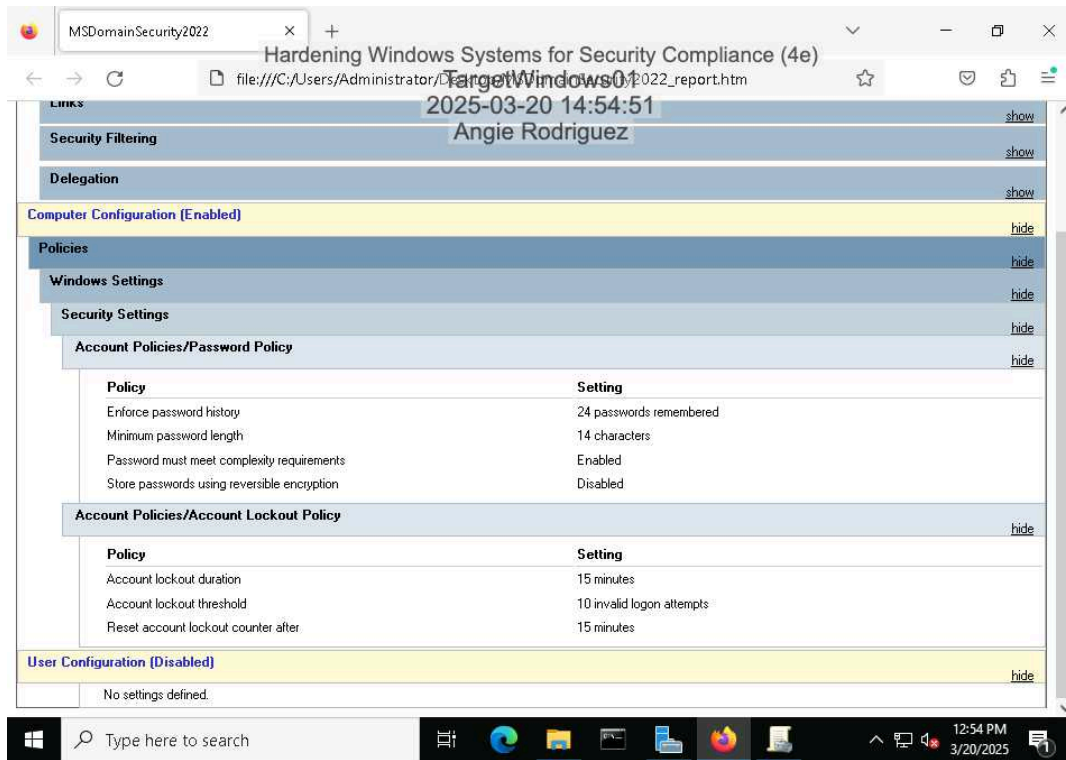 MSDomainSecurity2022
Hardening Windows Systems for Security Compliance (4e)
file:///C:/Users/Administrator/Desktop/MSDomainSecurity2022_report.htm
TargetWindows01
2025-03-20 14:54:51
Angie Rodriguez
Links show
Security Filtering show
Delegation show
Computer Configuration (Enabled) hide
Policies hide
Windows Settings hide
Security Settings hide
Account Policies/Password Policy hide
Policy Setting
Enforce password history 24 passwords remembered
Minimum password length 14 characters
Password must meet complexity requirements Enabled
Store passwords using reversible encryption Disabled
Account Policies/Account Lockout Policy hide
Policy Setting
Account lockout duration 15 minutes
Account lockout threshold 10 invalid logon attempts
Reset account lockout counter after 15 minutes
User Configuration (Disabled) hide
No settings defined.
Type here to search
12:54 PM
3/20/2025
1